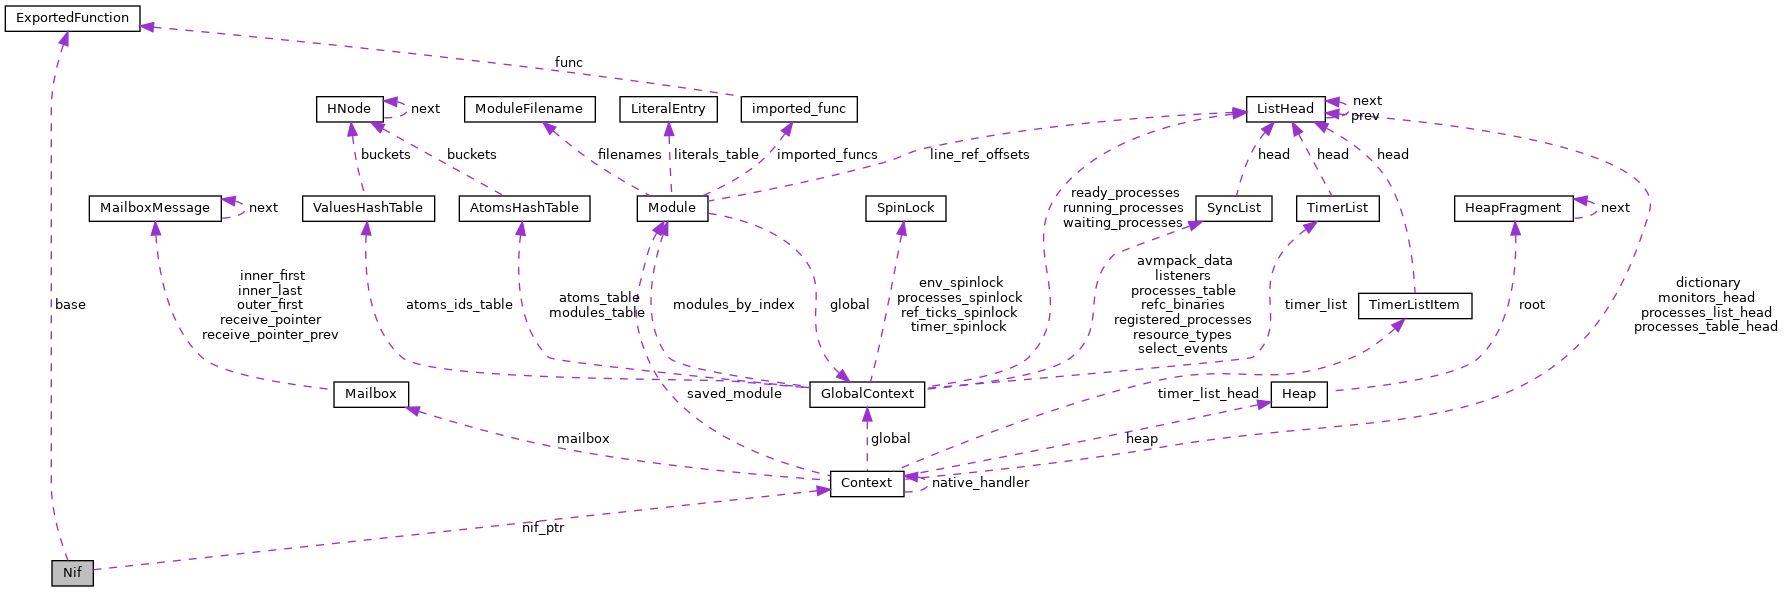 ExportedFunction
func
HNode
next
ModuleFilename
LiteralEntry
imported_func
ListHead
next
prev
buckets
buckets
filenames
literals_table
imported_funcs
line_ref_offsets
head
head
head
MailboxMessage
next
ValuesHashTable
AtomsHashTable
Module
SpinLock
ready_processes
running_processes
waiting_processes
SyncList
TimerList
HeapFragment
next
base
inner_first
inner_last
outer_first
receive_pointer
receive_pointer_prev
atoms_ids_table
atoms_table
modules_table
modules_by_index
global
env_spinlock
processes_spinlock
ref_ticks_spinlock
timer_spinlock
avmpack_data
listeners
processes_table
refc_binaries
registered_processes
resource_types
select_events
timer_list
TimerListItem
root
dictionary
monitors_head
processes_list_head
processes_table_head
Mailbox
saved_module
GlobalContext
timer_list_head
Heap
mailbox
global
heap
Context
native_handler
nif_ptr
Nif